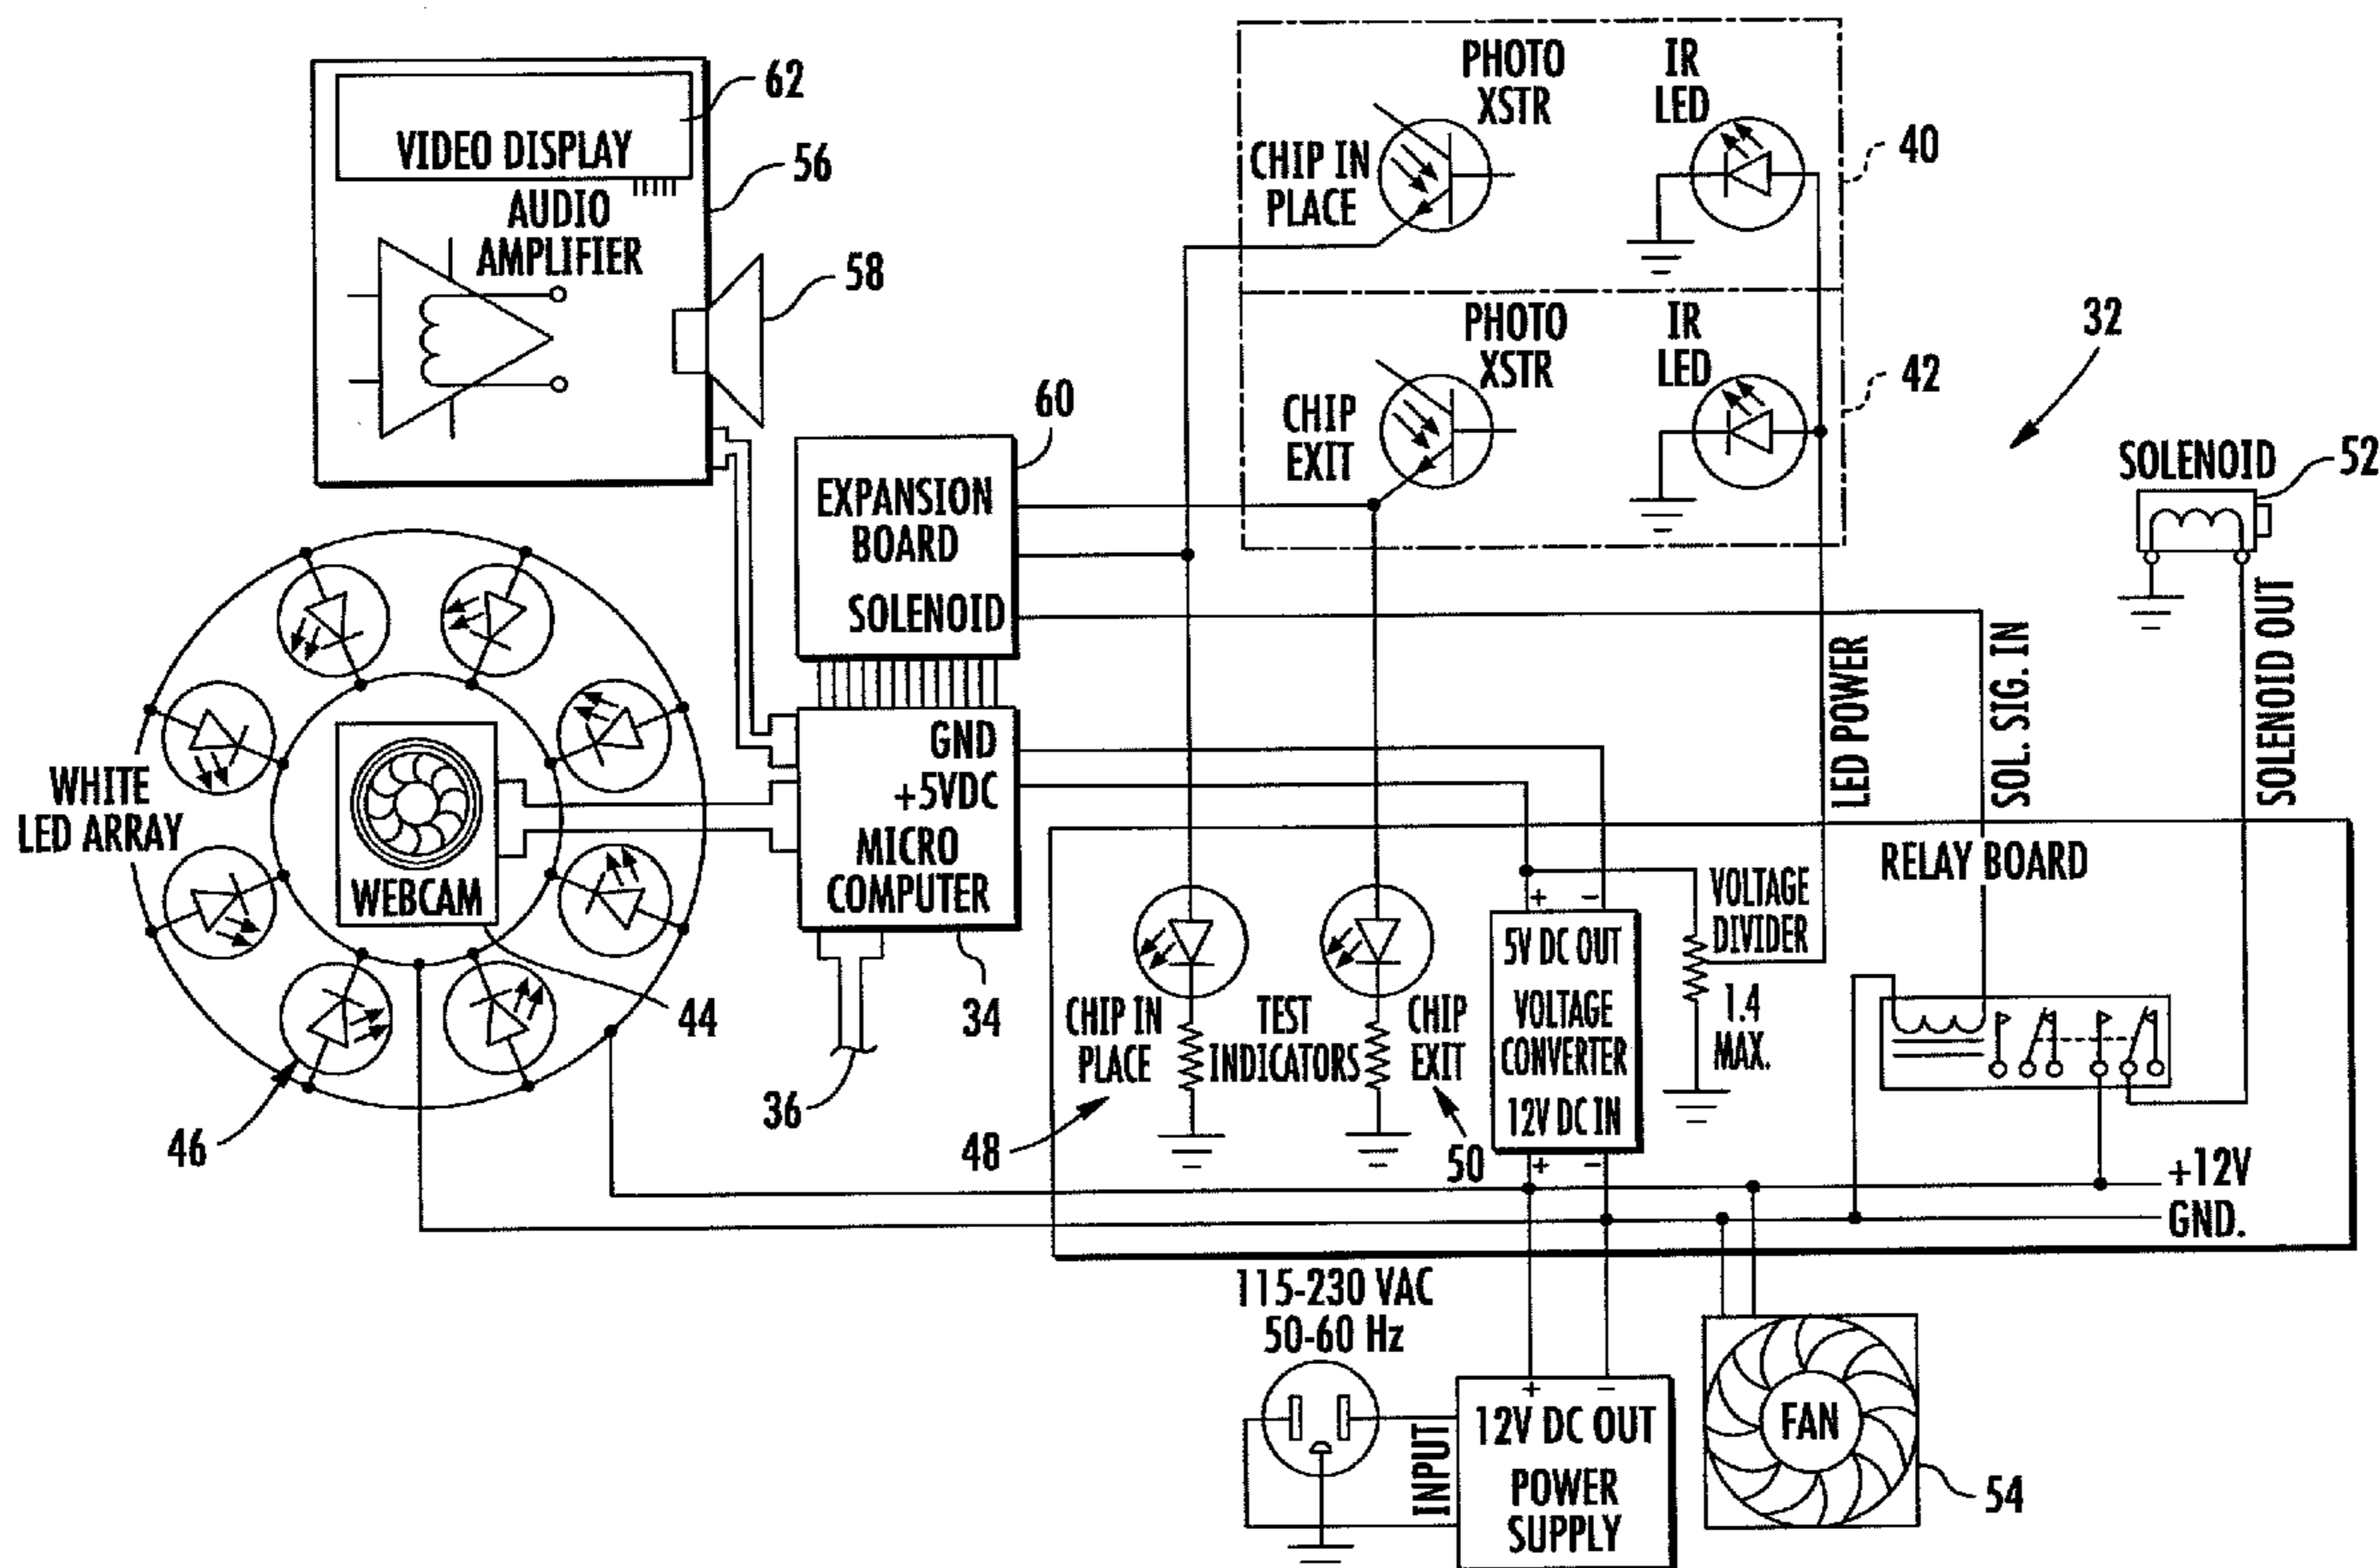 62
VIDEO DISPLAY
56
AUDIO
AMPLIFIER
58
PHOTO
XSTR
IR
LED
40
CHIP IN
PLACE
PHOTO
XSTR
IR
LED
42
CHIP
EXIT
32
SOLENOID
52
60
EXPANSION
BOARD
SOLENOID
LED POWER
SOL. SIG. IN
SOLENOID OUT
WHITE
LED ARRAY
WEBCAM
44
46
GND
+5VDC
MICRO
COMPUTER
34
36
RELAY BOARD
CHIP IN
PLACE
48
TEST
INDICATORS
CHIP
EXIT
50
+ −
5V DC OUT
VOLTAGE
CONVERTER
12V DC IN
+ −
VOLTAGE
DIVIDER
1.4
MAX.
+12V
GND.
115-230 VAC
50-60 Hz
INPUT
+ −
12V DC OUT
POWER
SUPPLY
FAN
54